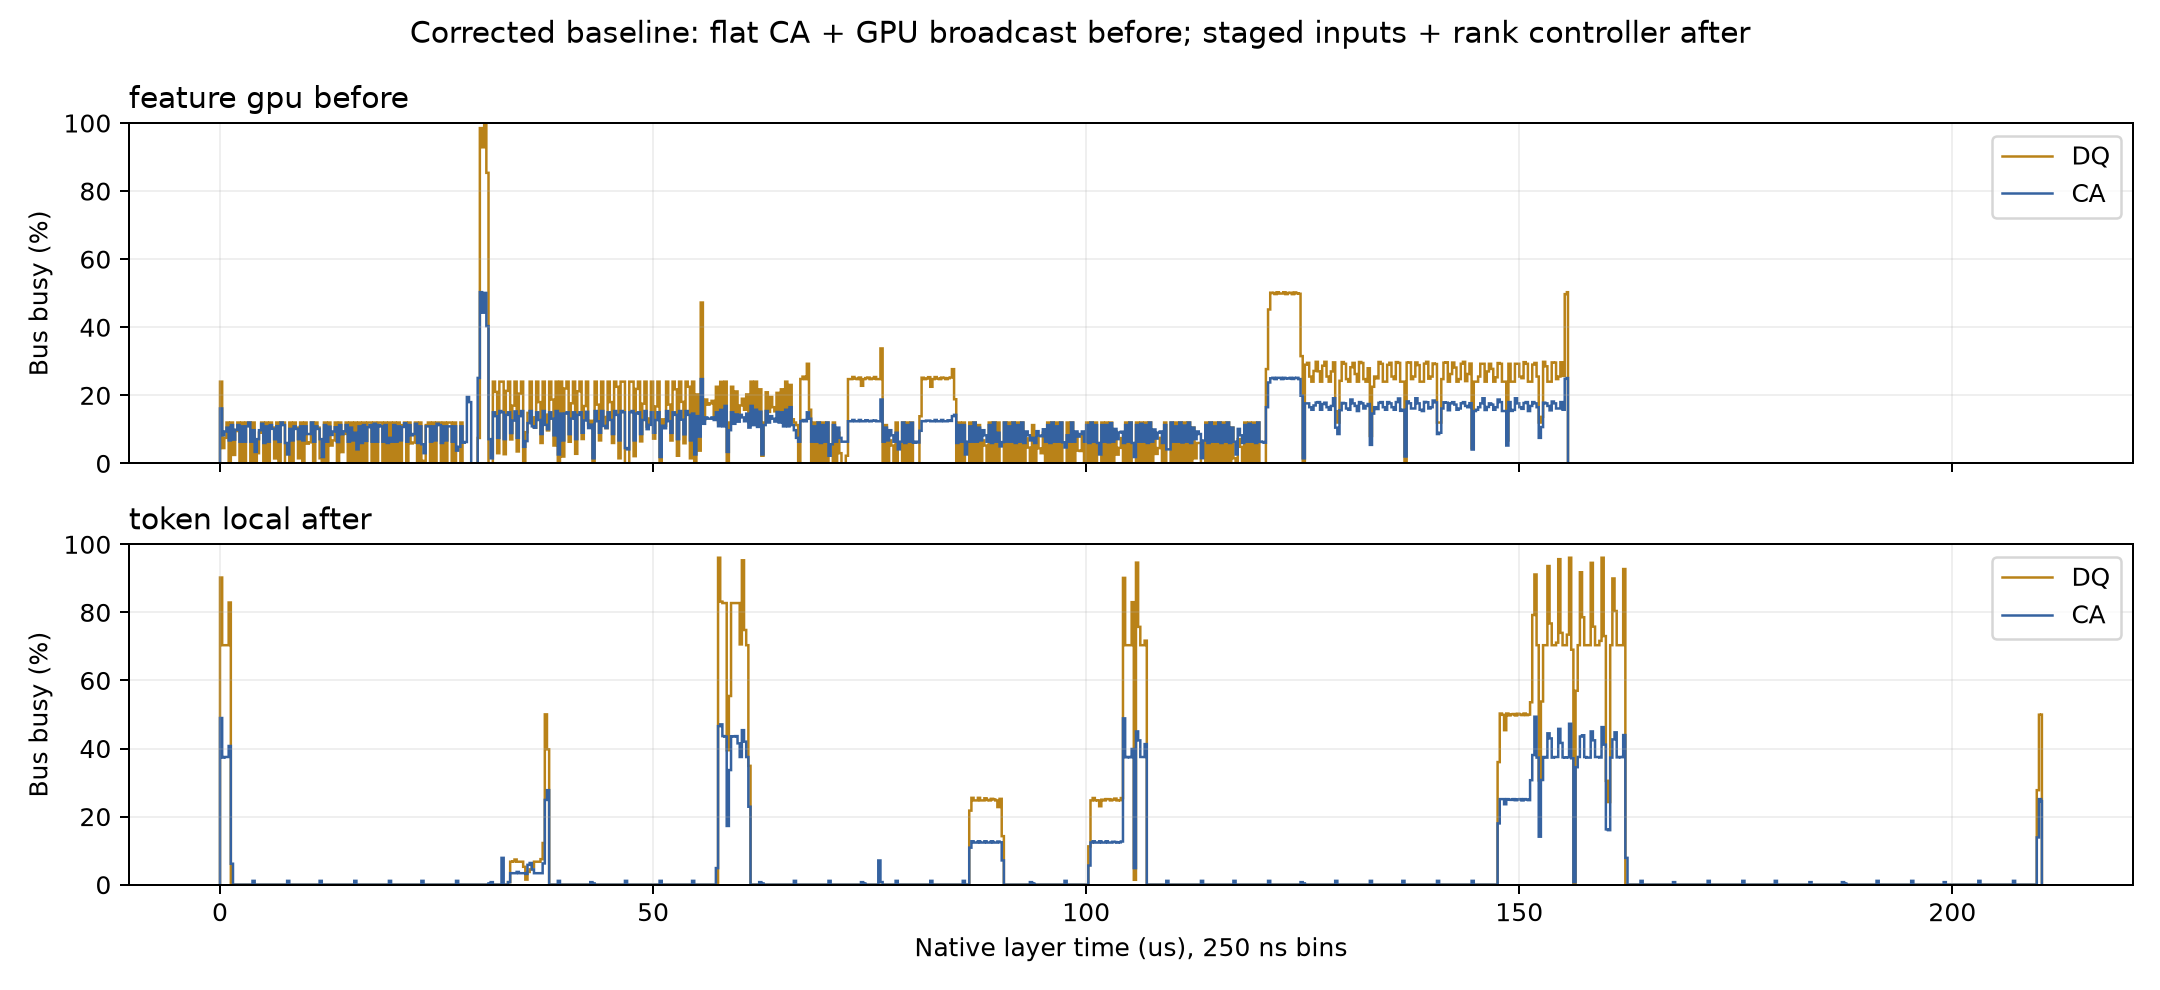 Corrected baseline: flat CA + GPU broadcast before; staged inputs + rank controller after
feature gpu before
100
80
60
40
20
0
Bus busy (%)
DQ
CA
token local after
100
80
60
40
20
0
Bus busy (%)
DQ
CA
0 50 100 150 200
Native layer time (us), 250 ns bins